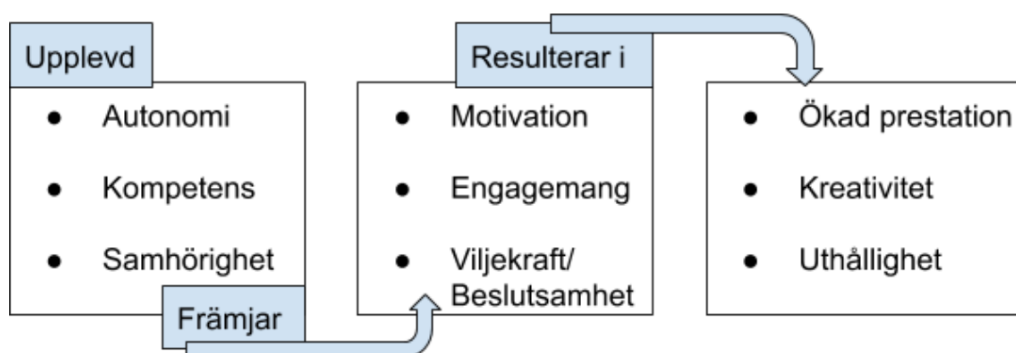 Upplevd
● Autonomi
● Kompetens
● Samhörighet
Främjar
● Motivation
● Engagemang
● Viljekraft/
Beslutsamhet
Resulterar i
● Ökad prestation
● Kreativitet
● Uthållighet